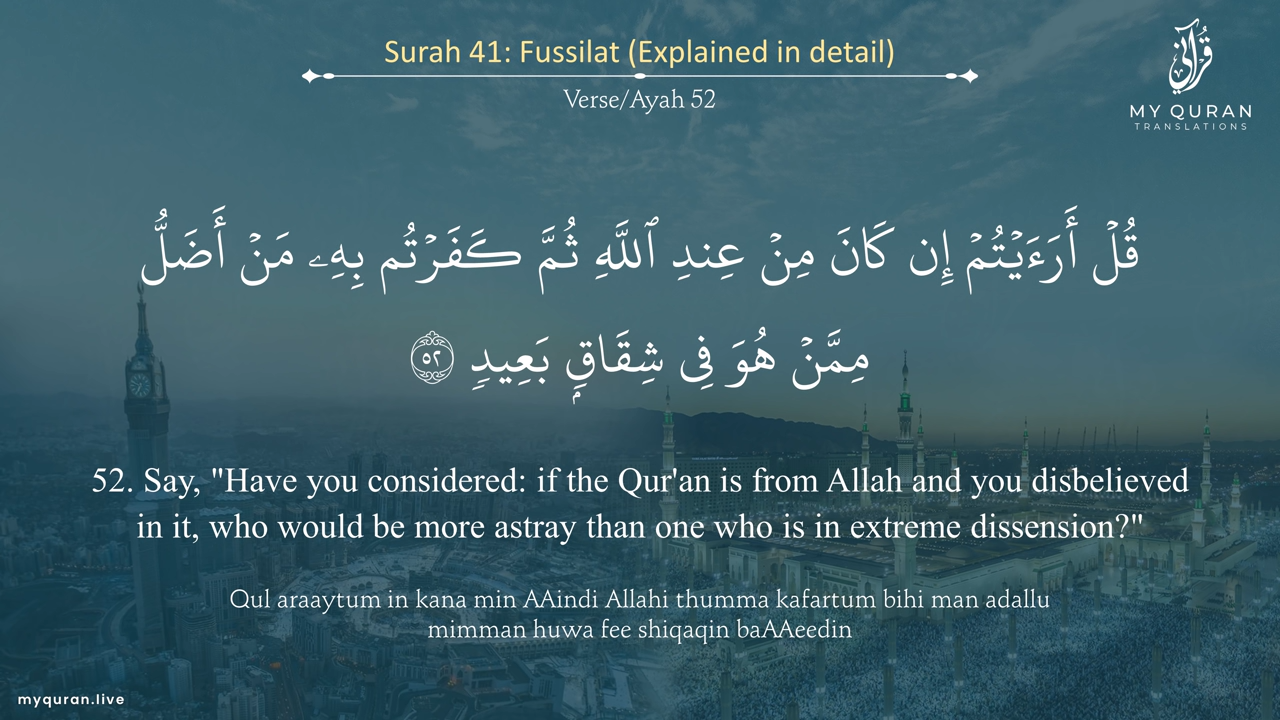 Surah 41: Fussilat (Explained in detail)
Verse/Ayah 52
قرآني
MY QURAN
TRANSLATIONS
قُلْ أَرَءَيْتُمْ إِن كَانَ مِنْ عِندِ ٱللَّهِ ثُمَّ كَفَرْتُم بِهِۦ مَنْ أَضَلُّ
مِمَّنْ هُوَ فِى شِقَاقٍۭ بَعِيدٍ ٥٢
52. Say, "Have you considered: if the Qur'an is from Allah and you disbelieved
in it, who would be more astray than one who is in extreme dissension?"
Qul araaytum in kana min AAindi Allahi thumma kafartum bihi man adallu
mimman huwa fee shiqaqin baAAeedin
myquran.live